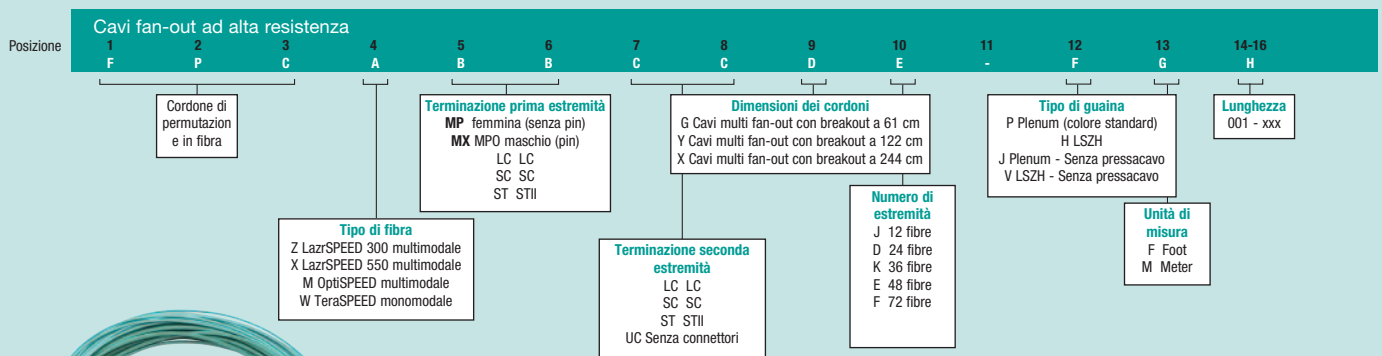 Cavi fan-out ad alta resistenza
Posizione 1 2 3 4 5 6 7 8 9 10 11 12 13 14-16
F P C A B B C C D E - F G H
Cordone di
permutazion
e in fibra
Terminazione prima estremità
MP femmina (senza pin)
MX MPO maschio (pin)
LC LC
SC SC
ST STII
Dimensioni dei cordoni
G Cavi multi fan-out con breakout a 61 cm
Y Cavi multi fan-out con breakout a 122 cm
X Cavi multi fan-out con breakout a 244 cm
Tipo di guaina
P Plenum (colore standard)
H LSZH
J Plenum - Senza pressacavo
V LSZH - Senza pressacavo
Lunghezza
001 - xxx
Tipo di fibra
Z LazrSPEED 300 multimodale
X LazrSPEED 550 multimodale
M OptiSPEED multimodale
W TeraSPEED monomodale
Terminazione seconda
estremità
LC LC
SC SC
ST STII
UC Senza connettori
Numero di
estremità
J 12 fibre
D 24 fibre
K 36 fibre
E 48 fibre
F 72 fibre
Unità di
misura
F Foot
M Meter